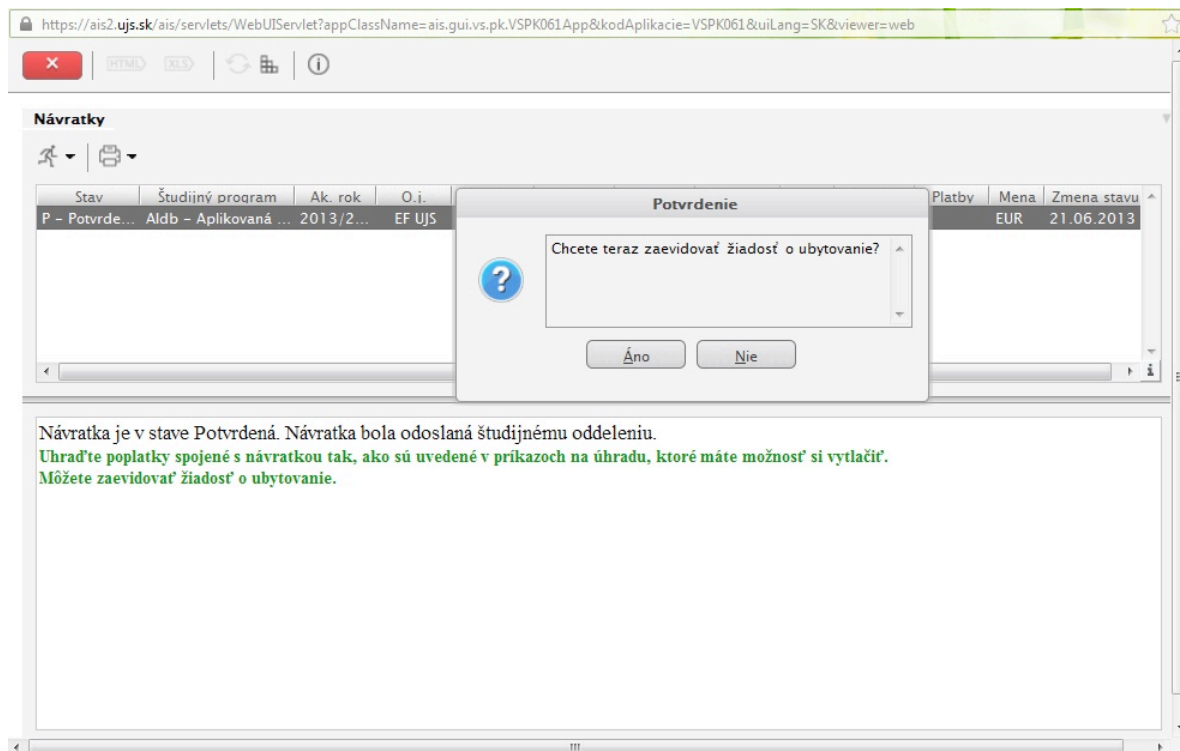 https://ais2.ujs.sk/ais/servlets/WebUIServlet?appClassName=ais.gui.vs.pk.VSPK061App&kodAplikacie=VSPK061&uiLang=SK&viewer=web
HTML XLS
Návratky
Stav Študijný program Ak. rok O.j. Platby Mena Zmena stavu
P - Potvrde... AIdb - Aplikovaná ... 2013/2... EF UJS EUR 21.06.2013
Potvrdenie
Chcete teraz zaevidovať žiadosť o ubytovanie?
Áno Nie
Návratka je v stave Potvrdená. Návratka bola odoslaná študijnému oddeleniu.
Uhraďte poplatky spojené s návratkou tak, ako sú uvedené v príkazoch na úhradu, ktoré máte možnosť si vytlačiť.
Môžete zaevidovať žiadosť o ubytovanie.